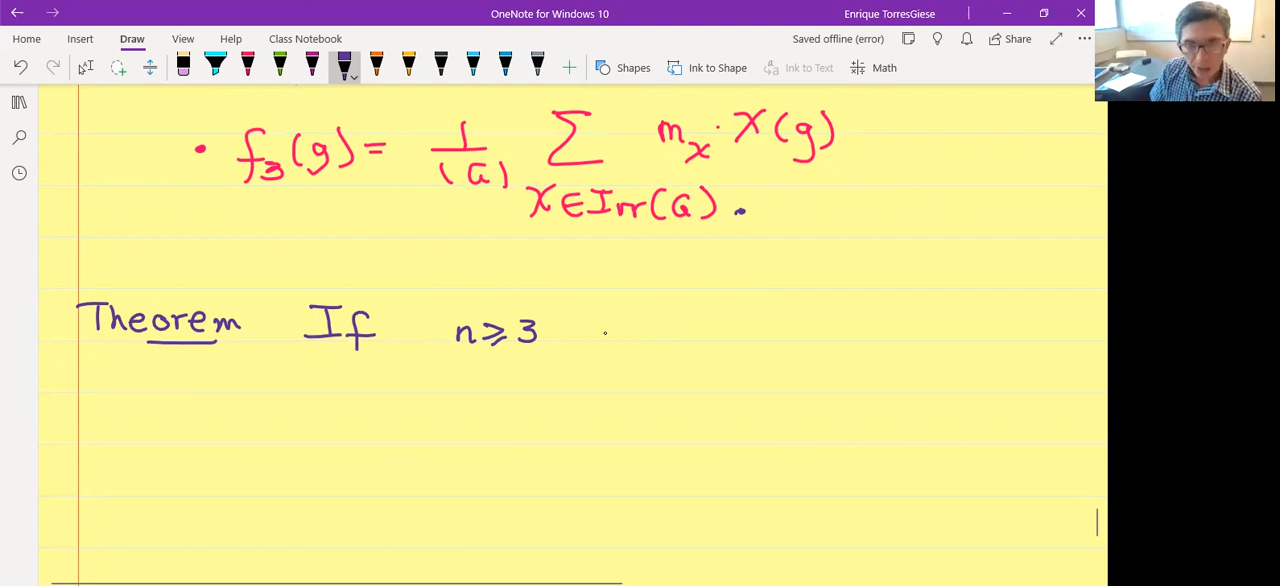 OneNote for Windows 10
Enrique TorresGiese
Home Insert Draw View Help Class Notebook
Saved offline (error)
Share
Shapes Ink to Shape Ink to Text Math
• f₃(g) = 1/|G| ∑ m_χ · χ(g)
χ∈Irr(G).
Theorem If n ≥ 3